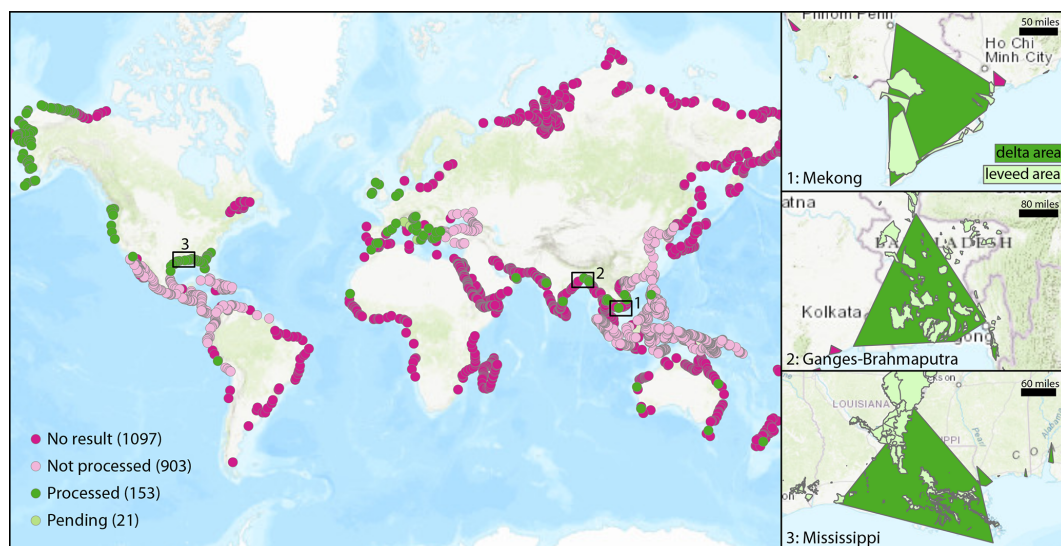 3
2
1
No result (1097)
Not processed (903)
Processed (153)
Pending (21)
50 miles
Phnom Penh
Ho Chi
Minh City
delta area
leveed area
1: Mekong
80 miles
Kolkata
2: Ganges-Brahmaputra
60 miles
LOUISIANA
Pearl
3: Mississippi